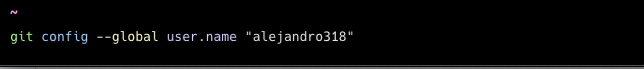 ~
git config --global user.name "alejandro318"